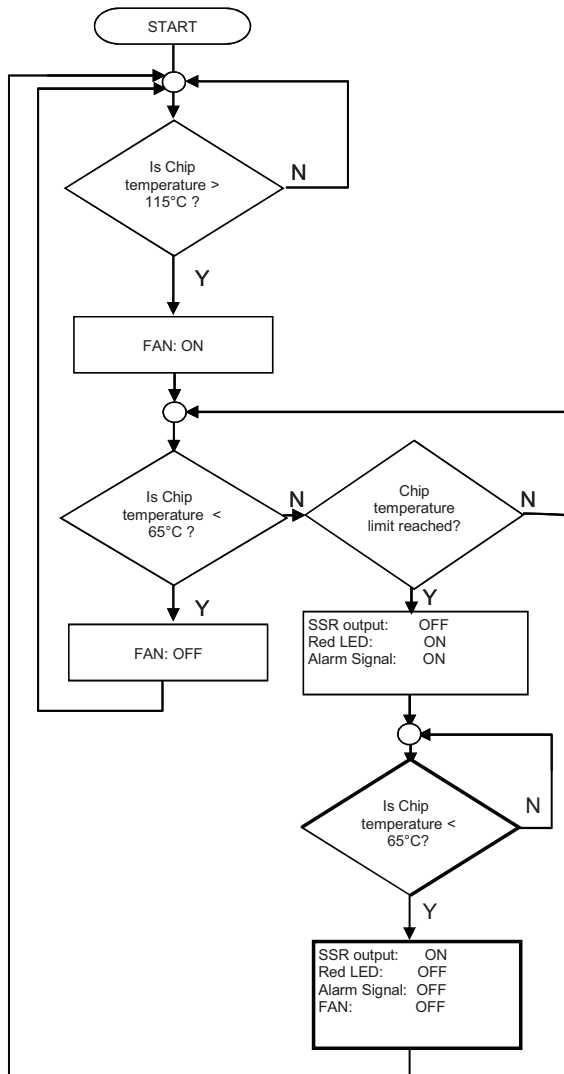 START
Is Chip
temperature >
115°C ?
N
Y
FAN: ON
Is Chip
temperature <
65°C ?
N
Chip
temperature
limit reached?
N
Y
FAN: OFF
Y
SSR output: OFF
Red LED: ON
Alarm Signal: ON
Is Chip
temperature <
65°C?
N
Y
SSR output: ON
Red LED: OFF
Alarm Signal: OFF
FAN: OFF